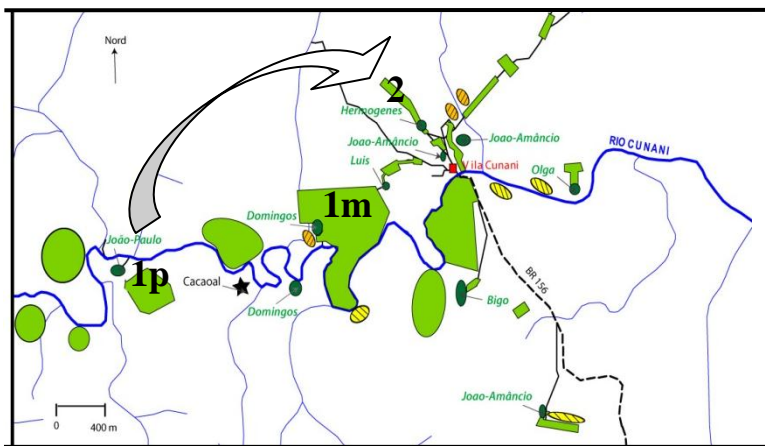 Nord
2
Hermogenes
Joao-Amâncio
Joao-Amâncio
RIO CUNANI
Luis
Vila Cunani
Olga
1m
Domingos
João-Paulo
1p
Cacaoal
BR 156
Domingos
Bigo
Joao-Amâncio
0 400 m